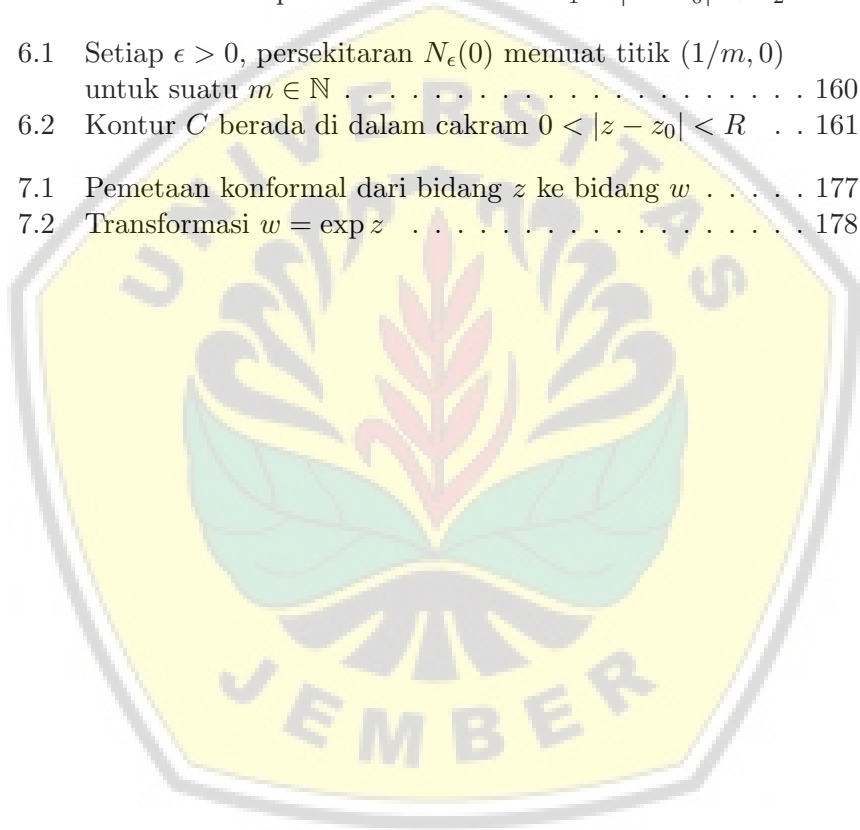 6.1 Setiap ϵ > 0, persekitaran Nϵ(0) memuat titik (1/m, 0)
untuk suatu m ∈ ℕ . . . . . . . . . . . . . . . . . . . . . 160
6.2 Kontur C berada di dalam cakram 0 < |z − z₀| < R . . 161
7.1 Pemetaan konformal dari bidang z ke bidang w . . . . . 177
7.2 Transformasi w = exp z . . . . . . . . . . . . . . . . . . 178
UNIVERSITAS
JEMBER